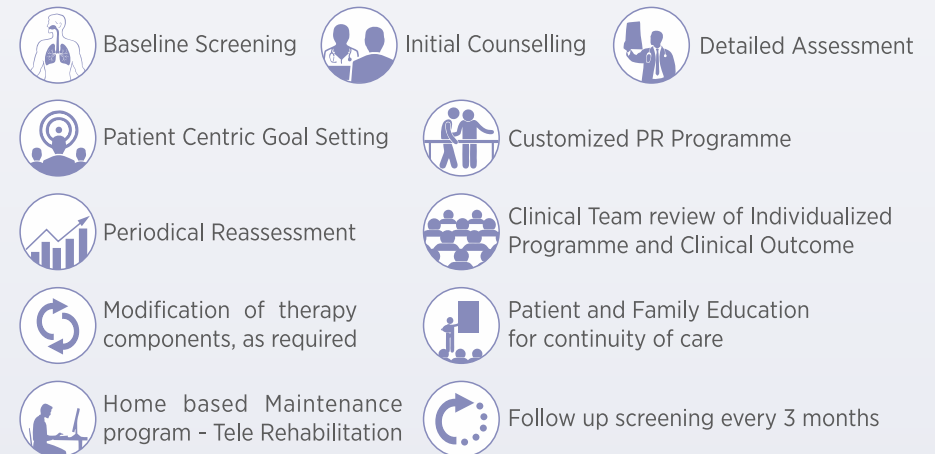 Baseline Screening
Initial Counselling
Detailed Assessment
Patient Centric Goal Setting
Customized PR Programme
Periodical Reassessment
Clinical Team review of Individualized
Programme and Clinical Outcome
Modification of therapy
components, as required
Patient and Family Education
for continuity of care
Home based Maintenance
program - Tele Rehabilitation
Follow up screening every 3 months